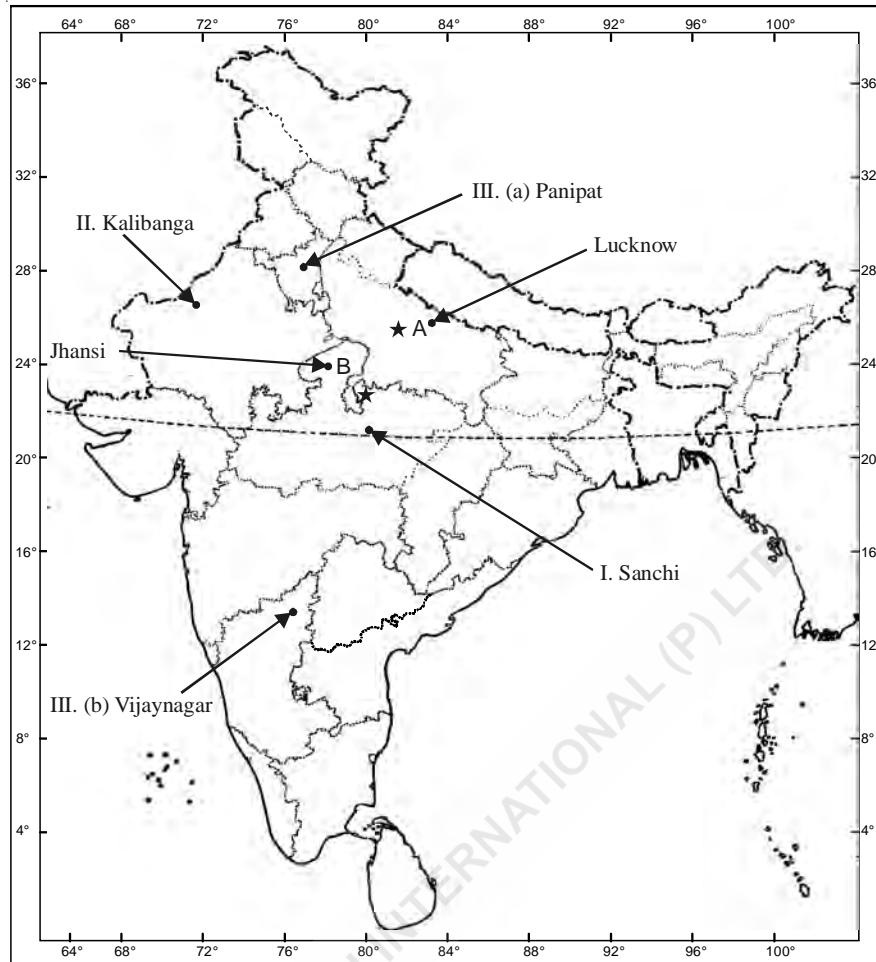 64° 68° 72° 76° 80° 84° 88° 92° 96° 100°
36° 36°
32° 32
III. (a) Panipat
II. Kalibanga
Lucknow
28° 28°
A
Jhansi
B
24° 24°
20° 20
16° 16°
I. Sanchi
12° 12°
III. (b) Vijaynagar
8° 8°
4° 4°
INTERNATIONAL (P) LTD.
64° 68° 72° 76° 80° 84° 88° 92° 96° 100°